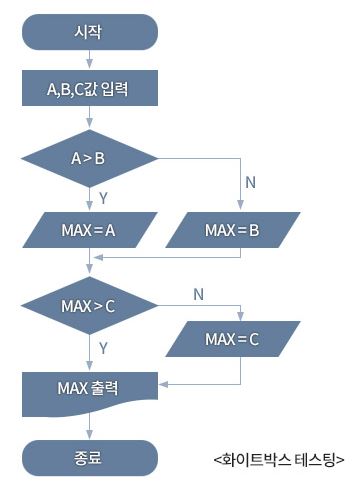 시작
A,B,C값 입력
A > B
N
Y
MAX = A
MAX = B
MAX > C
N
Y
MAX = C
MAX 출력
종료
<화이트박스 테스팅>